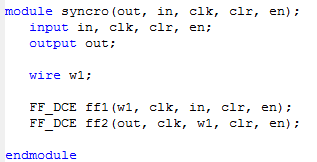 module syncro(out, in, clk, clr, en);
input in, clk, clr, en;
output out;
wire w1;
FF_DCE ff1(w1, clk, in, clr, en);
FF_DCE ff2(out, clk, w1, clr, en);
endmodule